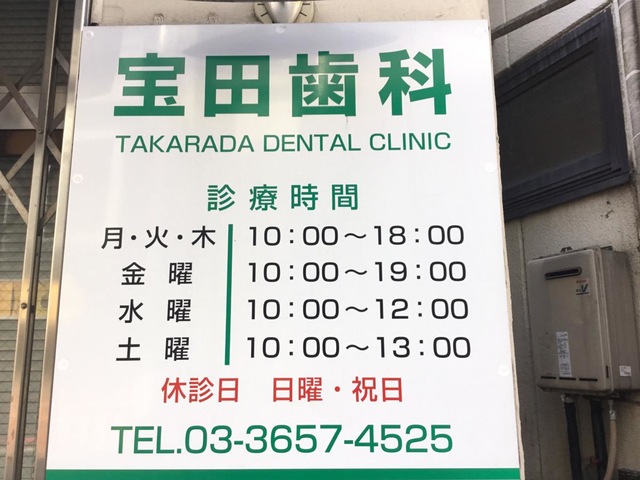 宝田歯科
TAKARADA DENTAL CLINIC
診療時間
月・火・木 10:00〜18:00
金曜 10:00〜19:00
水曜 10:00〜12:00
土曜 10:00〜13:00
休診日 日曜・祝日
TEL.03-3657-4525